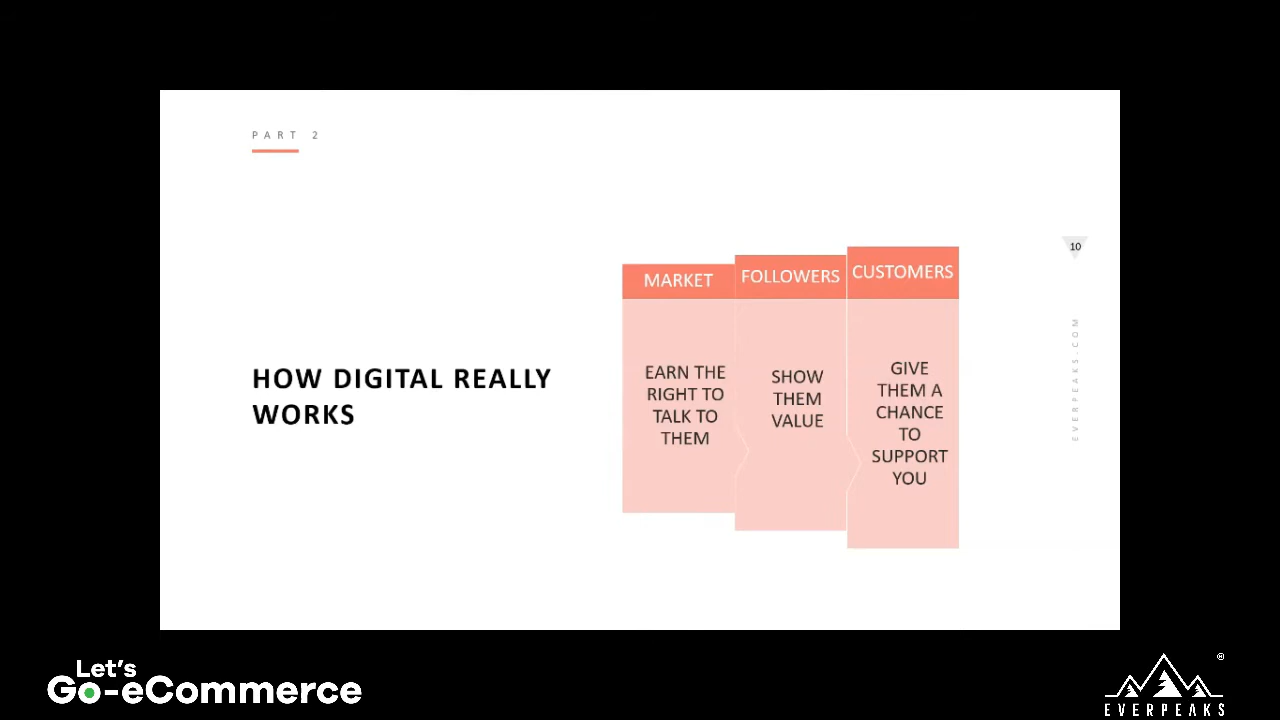 PART 2
HOW DIGITAL REALLY
WORKS
MARKET
EARN THE
RIGHT TO
TALK TO
THEM
FOLLOWERS
SHOW
THEM
VALUE
CUSTOMERS
GIVE
THEM A
CHANCE
TO
SUPPORT
YOU
10
EVERPEAKS.COM
Let's
Go-eCommerce
EVERPEAKS
®